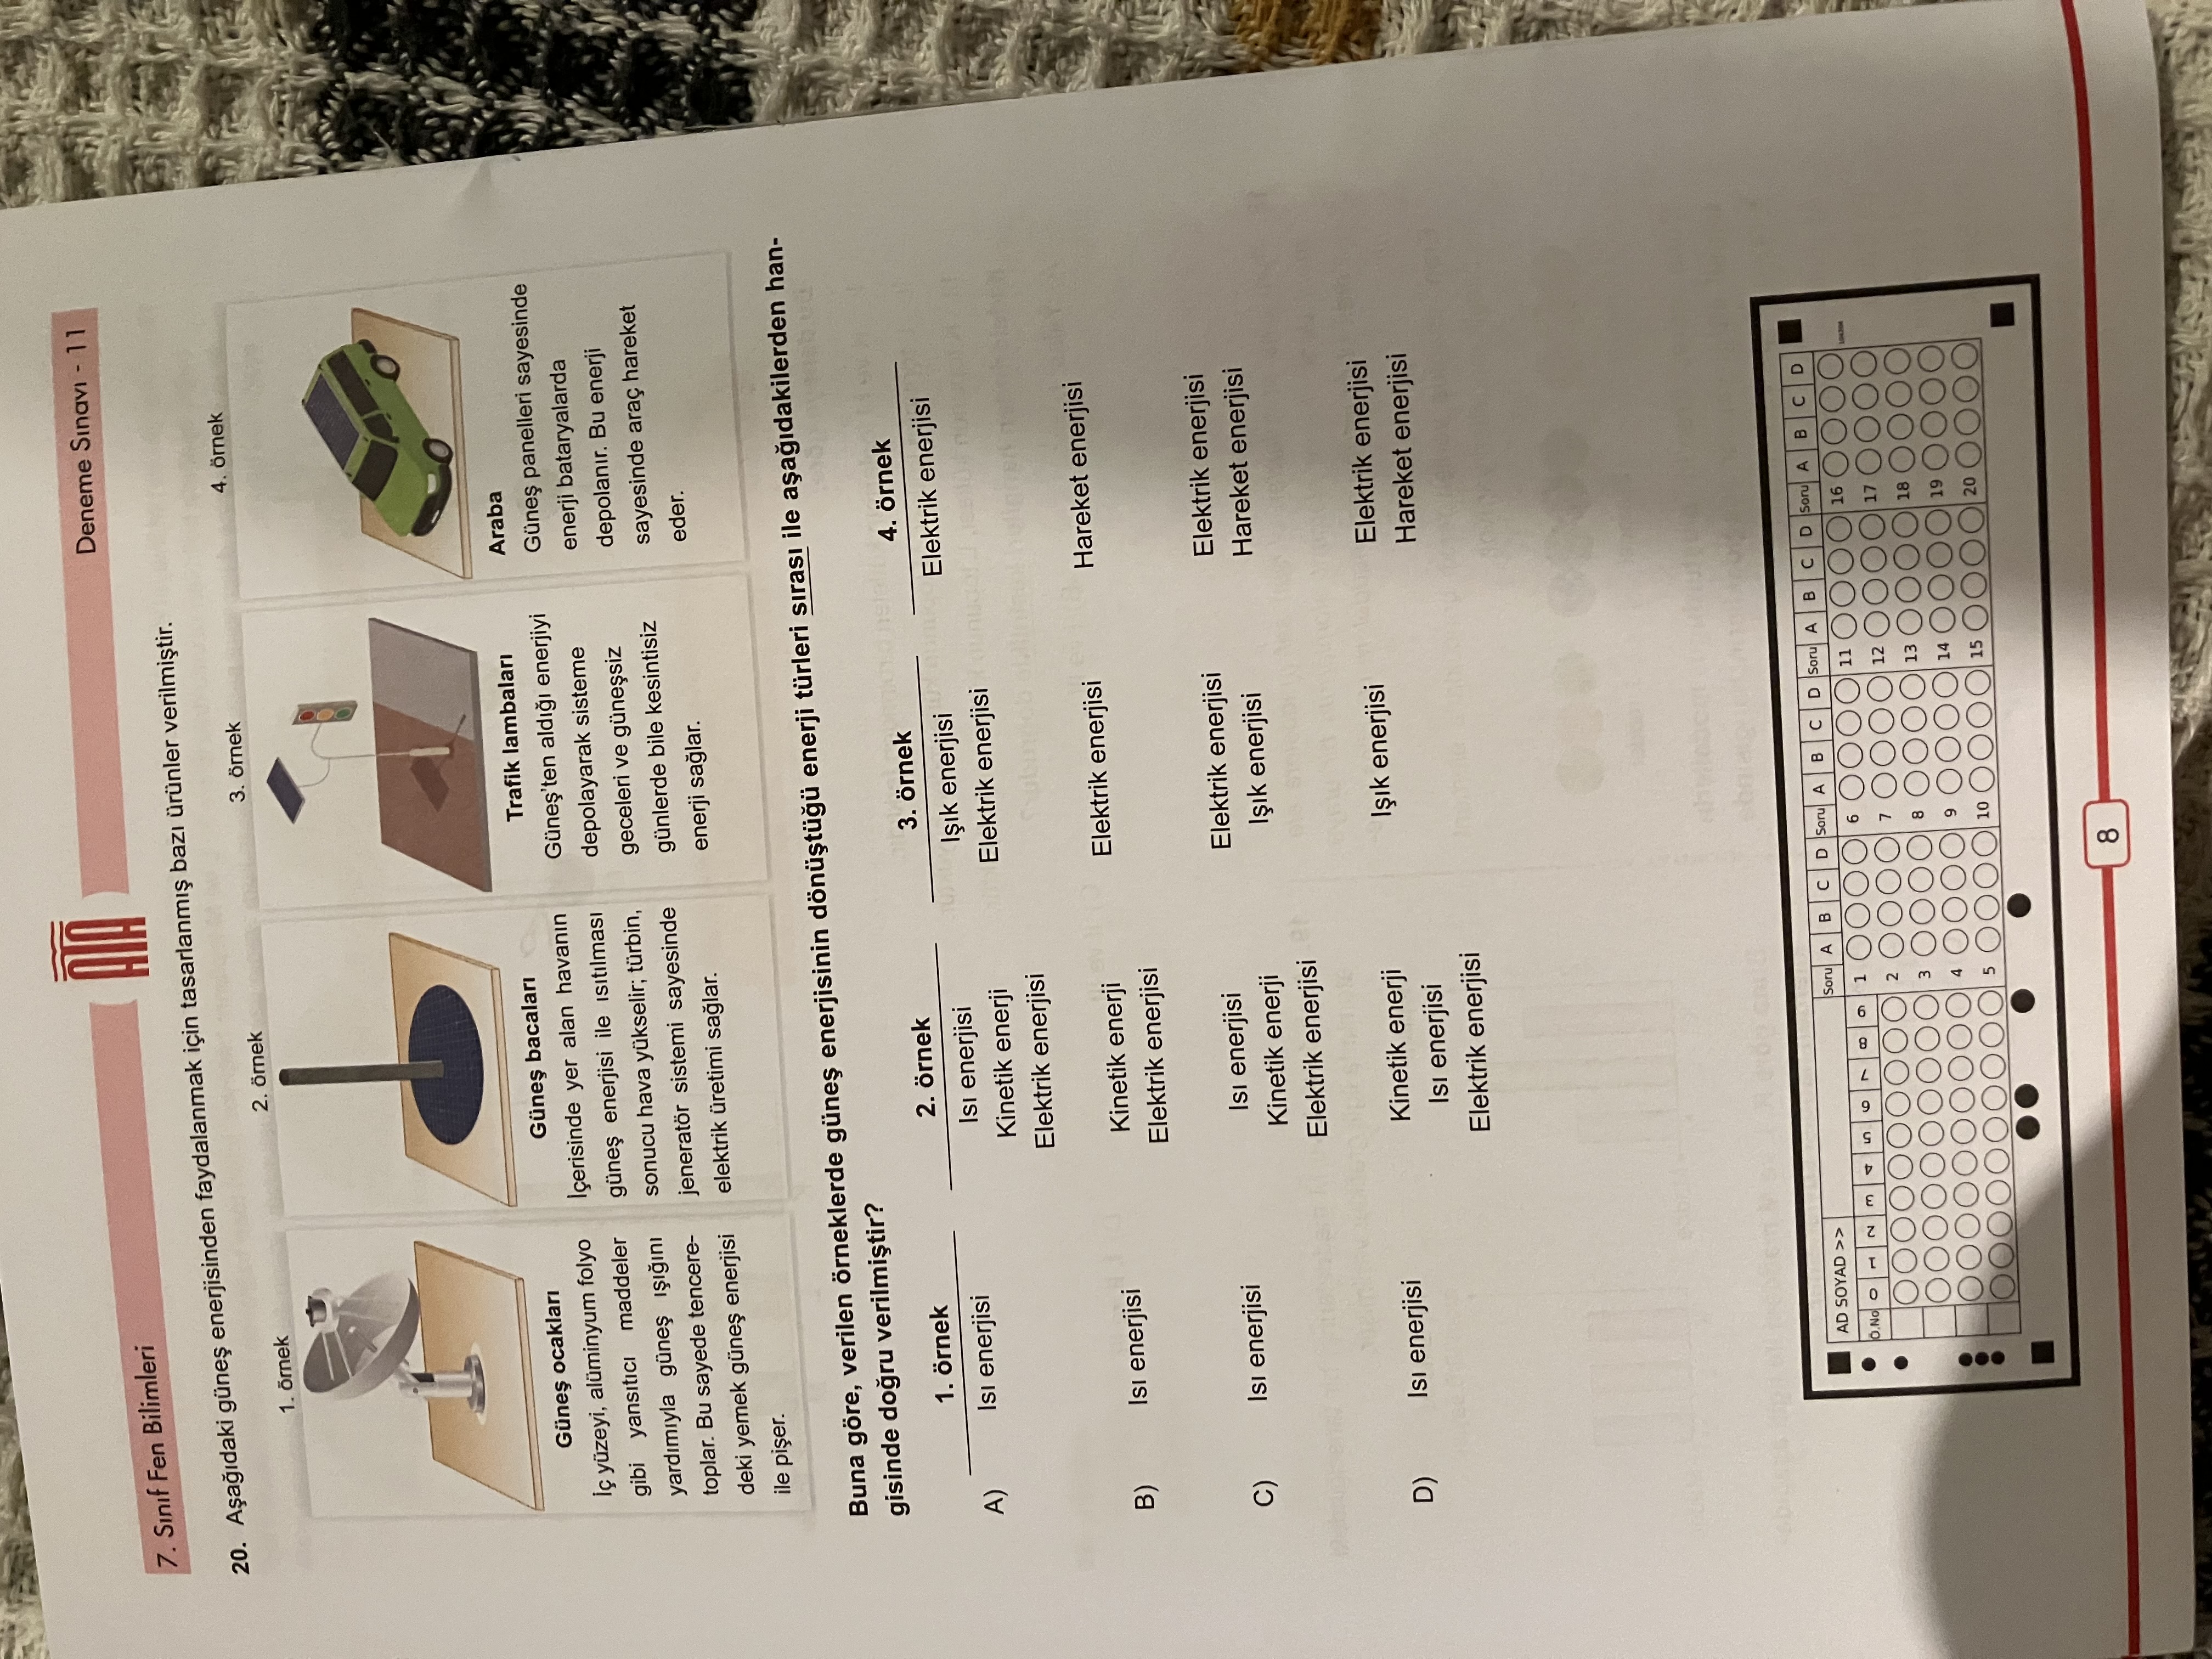 7. Sınıf Fen Bilimleri
ATA
Deneme Sınavı - 11
20. Aşağıdaki güneş enerjisinden faydalanmak için tasarlanmış bazı ürünler verilmiştir.
1. örnek
Güneş ocakları
İç yüzeyi, alüminyum folyo
gibi yansıtıcı maddeler
yardımıyla güneş ışığını
toplar. Bu sayede tencere-
deki yemek güneş enerjisi
ile pişer.
2. örnek
Güneş bacaları
İçerisinde yer alan havanın
güneş enerjisi ile ısıtılması
sonucu hava yükselir; türbin,
jeneratör sistemi sayesinde
elektrik üretimi sağlar.
3. örnek
Trafik lambaları
Güneş'ten aldığı enerjiyi
depolayarak sisteme
geceleri ve güneşsiz
günlerde bile kesintisiz
enerji sağlar.
4. örnek
Araba
Güneş panelleri sayesinde
enerji bataryalarda
depolanır. Bu enerji
sayesinde araç hareket
eder.
Buna göre, verilen örneklerde güneş enerjisinin dönüştüğü enerji türleri sırası ile aşağıdakilerden han-
gisinde doğru verilmiştir?
1. örnek 2. örnek 3. örnek 4. örnek
A) Isı enerjisi Isı enerjisi Işık enerjisi Elektrik enerjisi
Kinetik enerji Elektrik enerjisi
Elektrik enerjisi
B) Isı enerjisi Kinetik enerji Elektrik enerjisi Hareket enerjisi
Elektrik enerjisi
C) Isı enerjisi Isı enerjisi Elektrik enerjisi Elektrik enerjisi
Kinetik enerji Işık enerjisi Hareket enerjisi
Elektrik enerjisi
D) Isı enerjisi Kinetik enerji Işık enerjisi Elektrik enerjisi
Isı enerjisi Hareket enerjisi
Elektrik enerjisi
AD SOYAD >>
Ö.No 0 1 2 3 4 5 6 7 8 9
Soru A B C D Soru A B C D Soru A B C D Soru A B C D
1 6 11 16
2 7 12 17
3 8 13 18
4 9 14 19
5 10 15 20
8